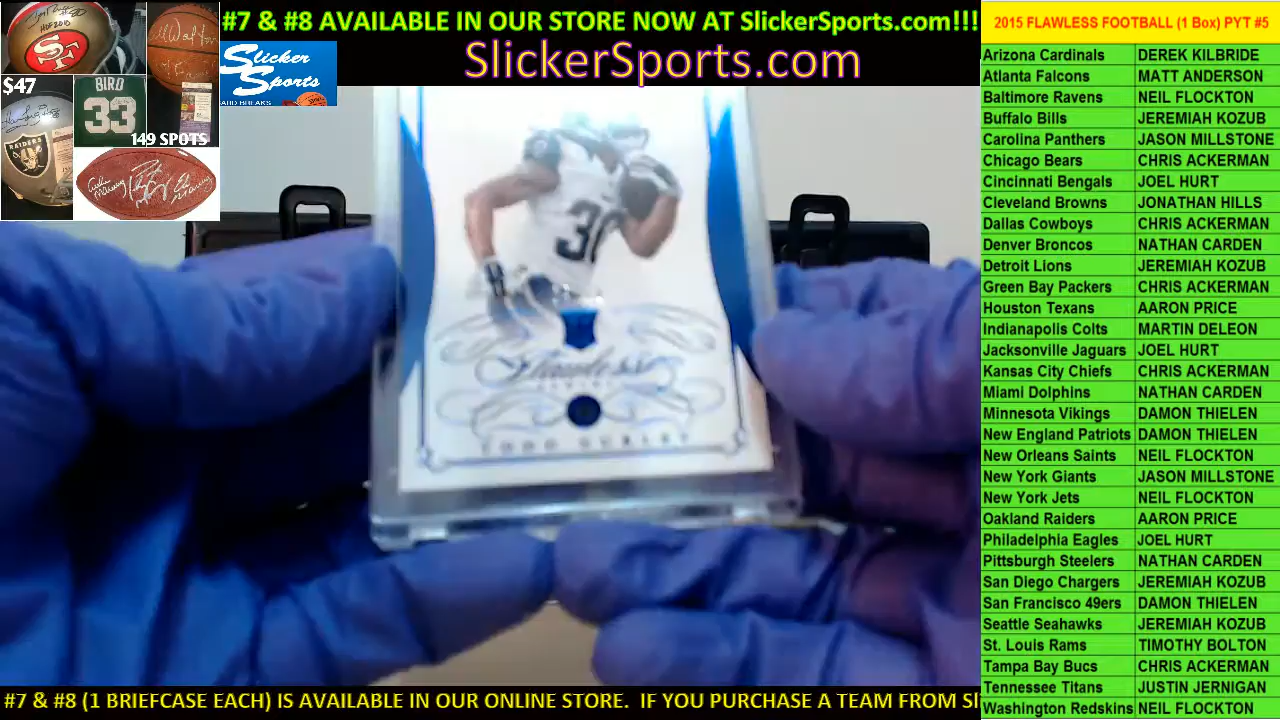 #7 & #8 AVAILABLE IN OUR STORE NOW AT SlickerSports.com!!!
SlickerSports.com
Slicker
Sports
ARD BREAKS
$47
BIRD
33
149 SPOTS
RAIDERS
30
Flawless
TODD GURLEY
2015 FLAWLESS FOOTBALL (1 Box) PYT #5
Arizona Cardinals DEREK KILBRIDE
Atlanta Falcons MATT ANDERSON
Baltimore Ravens NEIL FLOCKTON
Buffalo Bills JEREMIAH KOZUB
Carolina Panthers JASON MILLSTONE
Chicago Bears CHRIS ACKERMAN
Cincinnati Bengals JOEL HURT
Cleveland Browns JONATHAN HILLS
Dallas Cowboys CHRIS ACKERMAN
Denver Broncos NATHAN CARDEN
Detroit Lions JEREMIAH KOZUB
Green Bay Packers CHRIS ACKERMAN
Houston Texans AARON PRICE
Indianapolis Colts MARTIN DELEON
Jacksonville Jaguars JOEL HURT
Kansas City Chiefs CHRIS ACKERMAN
Miami Dolphins NATHAN CARDEN
Minnesota Vikings DAMON THIELEN
New England Patriots DAMON THIELEN
New Orleans Saints NEIL FLOCKTON
New York Giants JASON MILLSTONE
New York Jets NEIL FLOCKTON
Oakland Raiders AARON PRICE
Philadelphia Eagles JOEL HURT
Pittsburgh Steelers NATHAN CARDEN
San Diego Chargers JEREMIAH KOZUB
San Francisco 49ers DAMON THIELEN
Seattle Seahawks JEREMIAH KOZUB
St. Louis Rams TIMOTHY BOLTON
Tampa Bay Bucs CHRIS ACKERMAN
Tennessee Titans JUSTIN JERNIGAN
Washington Redskins NEIL FLOCKTON
#7 & #8 (1 BRIEFCASE EACH) IS AVAILABLE IN OUR ONLINE STORE. IF YOU PURCHASE A TEAM FROM SI